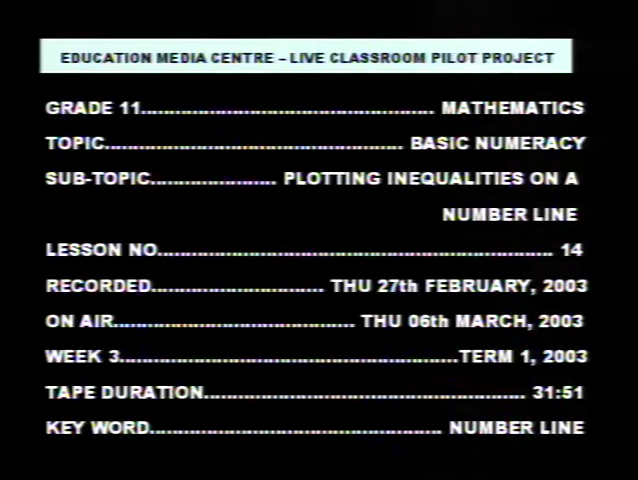 EDUCATION MEDIA CENTRE – LIVE CLASSROOM PILOT PROJECT
GRADE 11.................................................... MATHEMATICS
TOPIC..................................................... BASIC NUMERACY
SUB-TOPIC...................... PLOTTING INEQUALITIES ON A
NUMBER LINE
LESSON NO.................................................................... 14
RECORDED.............................. THU 27th FEBRUARY, 2003
ON AIR.......................................... THU 06th MARCH, 2003
WEEK 3............................................................TERM 1, 2003
TAPE DURATION....................................................... 31:51
KEY WORD................................................... NUMBER LINE